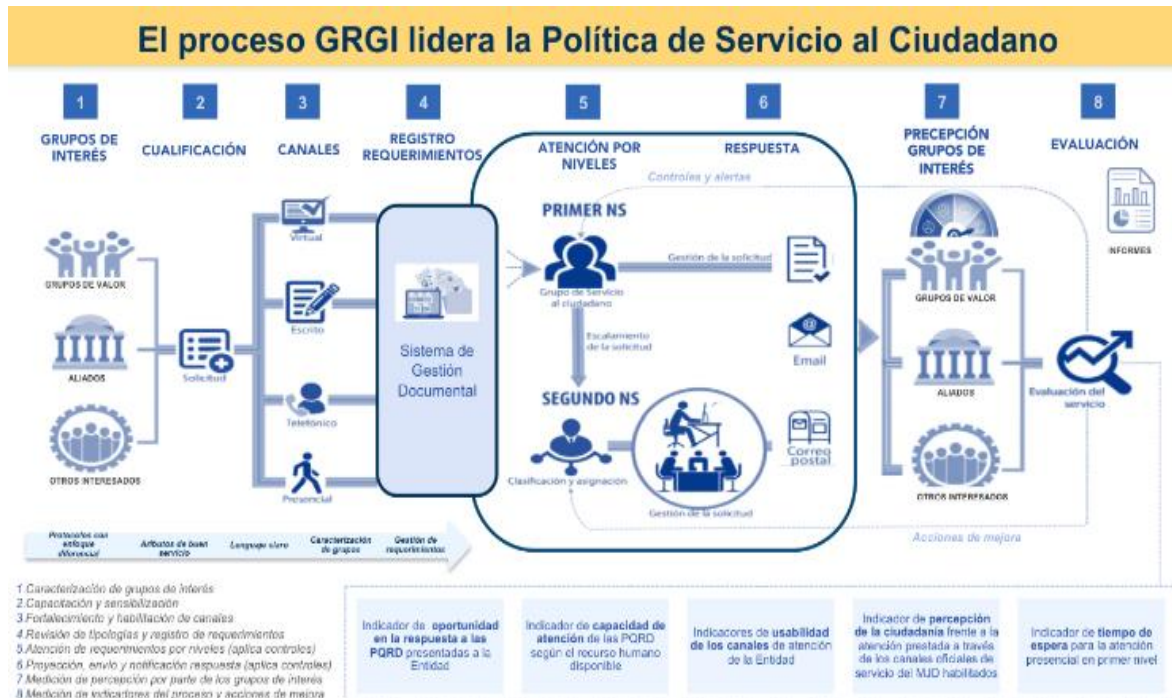 El proceso GRGI lidera la Política de Servicio al Ciudadano
1
GRUPOS DE
INTERÉS
2
CUALIFICACIÓN
3
CANALES
4
REGISTRO
REQUERIMIENTOS
5
ATENCIÓN POR
NIVELES
6
RESPUESTA
7
PRECEPCIÓN
GRUPOS DE
INTERÉS
8
EVALUACIÓN
GRUPOS DE VALOR
ALIADOS
OTROS INTERESADOS
Solicitud
Virtual
Escrito
Telefónico
Presencial
Sistema de
Gestión
Documental
Controles y alertas
PRIMER NS
Grupo de Servicio
al ciudadano
Gestión de la solicitud
Escalamiento
de la solicitud
SEGUNDO NS
Clasificación y asignación
Gestión de la solicitud
@
Email
Correo
postal
GRUPOS DE VALOR
ALIADOS
OTROS INTERESADOS
INFORMES
Evaluación del
servicio
Acciones de mejora
Protocolos con
enfoque
diferencial
Atributos de buen
servicio
Lenguaje claro
Caracterización
de grupos
Gestión de
requerimientos
1.Caracterización de grupos de interés
2.Capacitación y sensibilización
3.Fortalecimiento y habilitación de canales
4.Revisión de tipologías y registro de requerimientos
5.Atención de requerimientos por niveles (aplica controles)
6.Proyección, envío y notificación respuesta (aplica controles)
7.Medición de percepción por parte de los grupos de interés
8.Medición de indicadores del proceso y acciones de mejora
Indicador de oportunidad
en la respuesta a las
PQRD presentadas a la
Entidad
Indicador de capacidad de
atención de las PQRD
según el recurso humano
disponible
Indicadores de usabilidad
de los canales de atención
de la Entidad
Indicador de percepción
de la ciudadanía frente a la
atención prestada a través
de los canales oficiales de
servicio del MJD habilitados
Indicador de tiempo de
espera para la atención
presencial en primer nivel